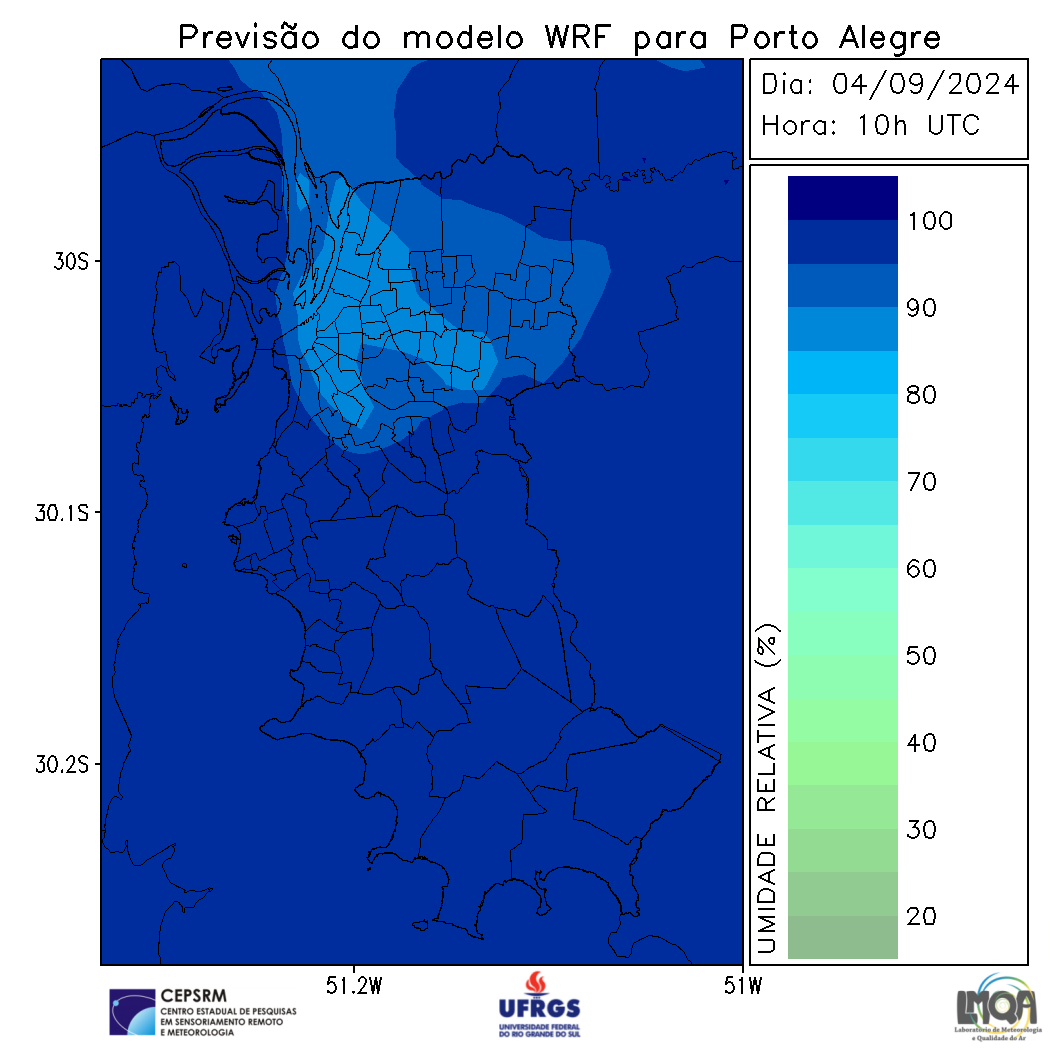 Previsão do modelo WRF para Porto Alegre
Dia: 04/09/2024
Hora: 10h UTC
30S
30.1S
30.2S
51.2W
51W
UMIDADE RELATIVA (%)
100
90
80
70
60
50
40
30
20
CEPSRM
CENTRO ESTADUAL DE PESQUISAS
EM SENSORIAMENTO REMOTO
E METEOROLOGIA
UFRGS
UNIVERSIDADE FEDERAL
DO RIO GRANDE DO SUL
LMQA
Laboratório de Meteorologia
e Qualidade do Ar